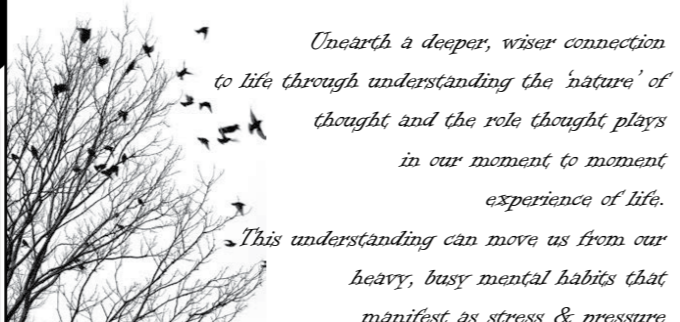 Unearth a deeper, wiser connection
to life through understanding the 'nature' of
thought and the role thought plays
in our moment to moment
experience of life.
This understanding can move us from our
heavy, busy mental habits that
manifest as stress & pressure